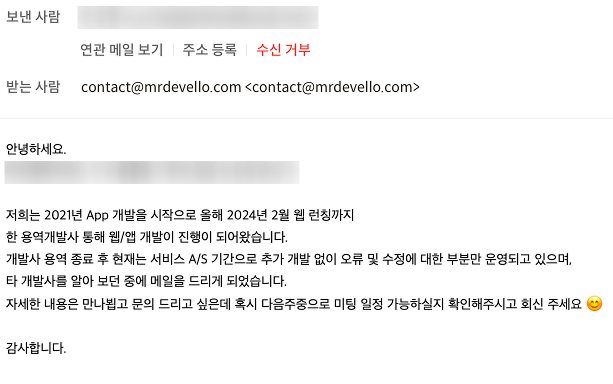 보낸 사람
연관 메일 보기 | 주소 등록 | 수신 거부
받는 사람 contact@mrdevello.com <contact@mrdevello.com>
안녕하세요.
저희는 2021년 App 개발을 시작으로 올해 2024년 2월 웹 런칭까지
한 용역개발사 통해 웹/앱 개발이 진행이 되어왔습니다.
개발사 용역 종료 후 현재는 서비스 A/S 기간으로 추가 개발 없이 오류 및 수정에 대한 부분만 운영되고 있으며,
타 개발사를 알아 보던 중에 메일을 드리게 되었습니다.
자세한 내용은 만나뵙고 문의 드리고 싶은데 혹시 다음주중으로 미팅 일정 가능하실지 확인해주시고 회신 주세요 😊
감사합니다.